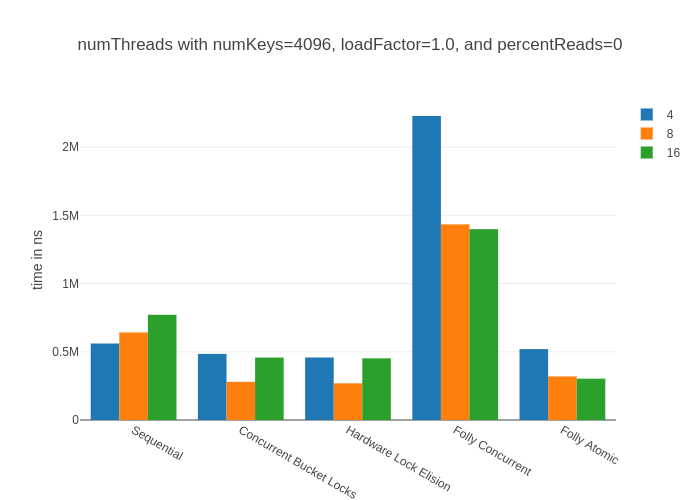 numThreads with numKeys=4096, loadFactor=1.0, and percentReads=0
4
8
16
time in ns
2M
1.5M
1M
0.5M
0
Sequential
Concurrent Bucket Locks
Hardware Lock Elision
Folly Concurrent
Folly Atomic